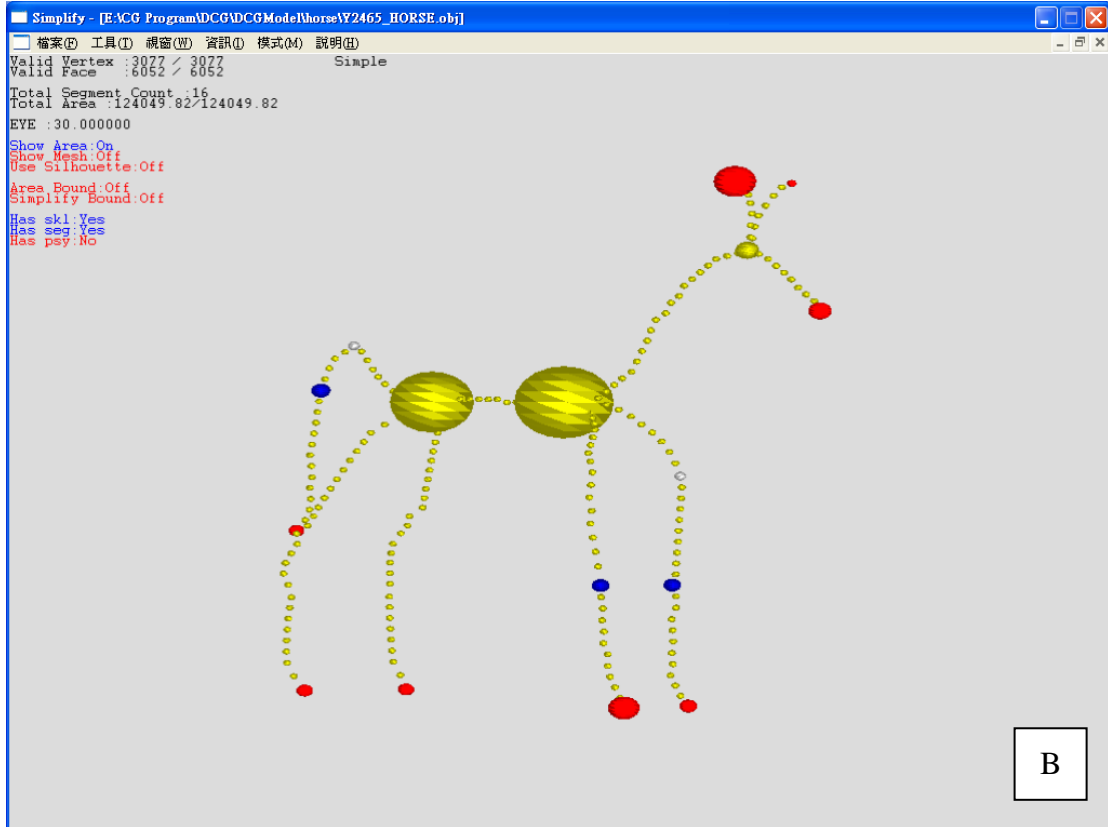 Simplify - [E:\CG Program\DCG\DCGModel\horse\Y2465_HORSE.obj]
檔案(F) 工具(T) 視窗(W) 資訊(I) 模式(M) 說明(H)
Valid Vertex :3077 / 3077 Simple
Valid Face :6052 / 6052
Total Segment Count :16
Total Area :124049.82/124049.82
EYE :30.000000
Show Area:On
Show Mesh:Off
Use Silhouette:Off
Area Bound:Off
Simplify Bound:Off
Has skl:Yes
Has seg:Yes
Has psy:No
B